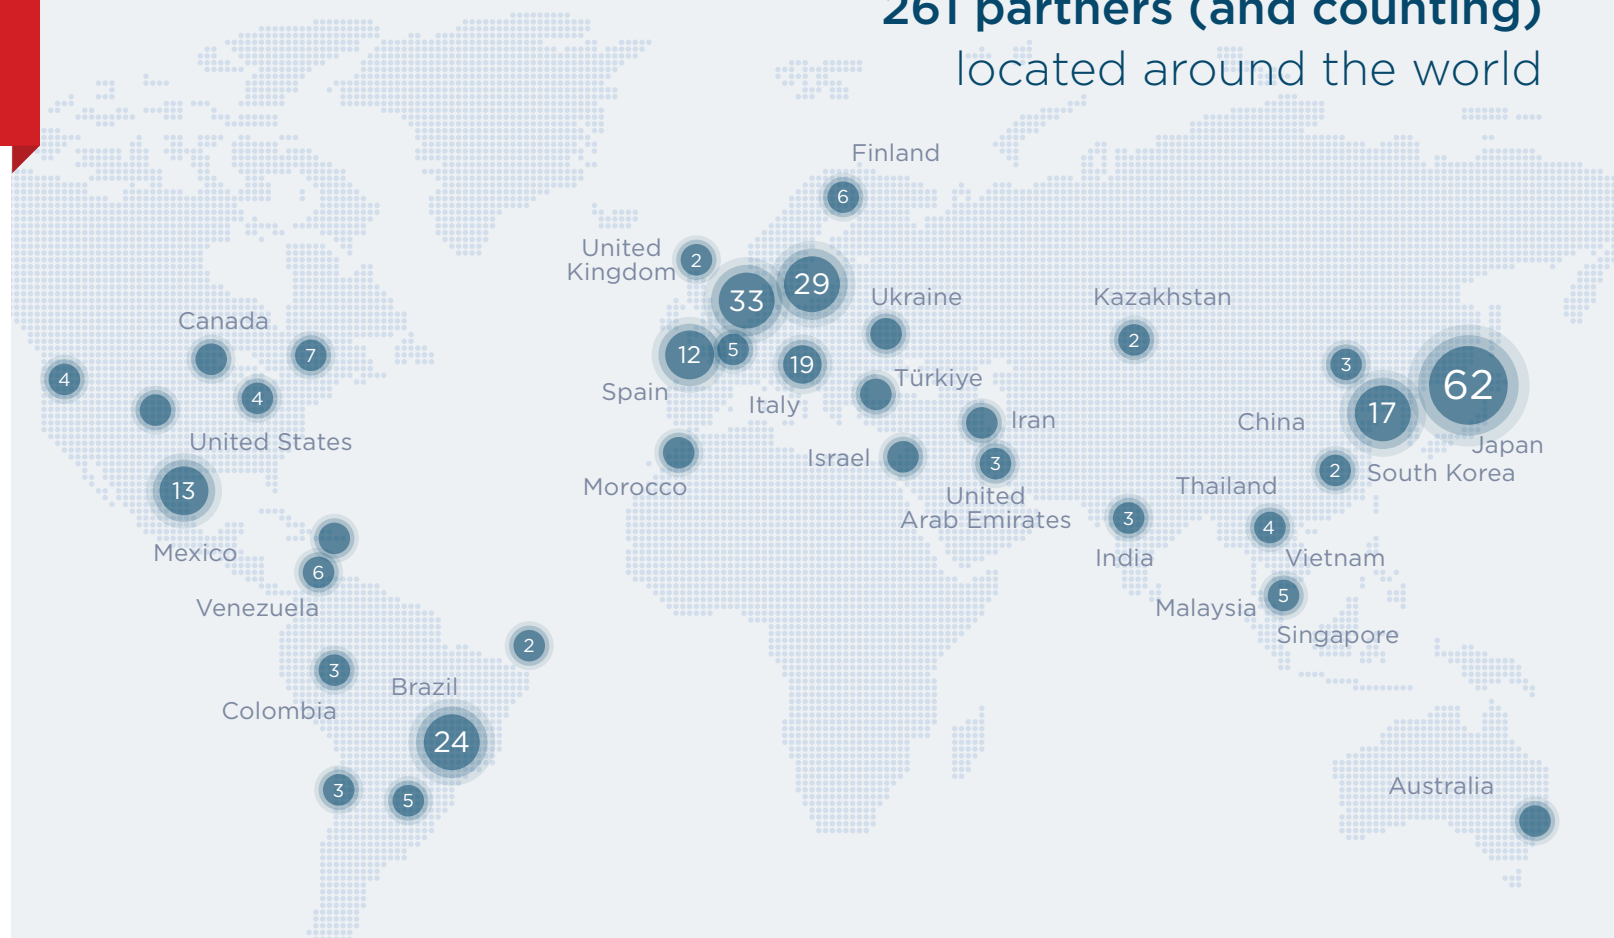 261 partners (and counting)
located around the world
Finland
6
United
Kingdom
2
33
29
Ukraine
Kazakhstan
2
Canada
7
4
4
United States
12
5
19
Spain
Italy
Türkiye
3
62
17
China
Japan
South Korea
2
Iran
Israel
3
United
Arab Emirates
Morocco
13
Mexico
6
Venezuela
Thailand
3
India
4
Vietnam
Malaysia
5
Singapore
2
3
Colombia
Brazil
24
3
5
Australia